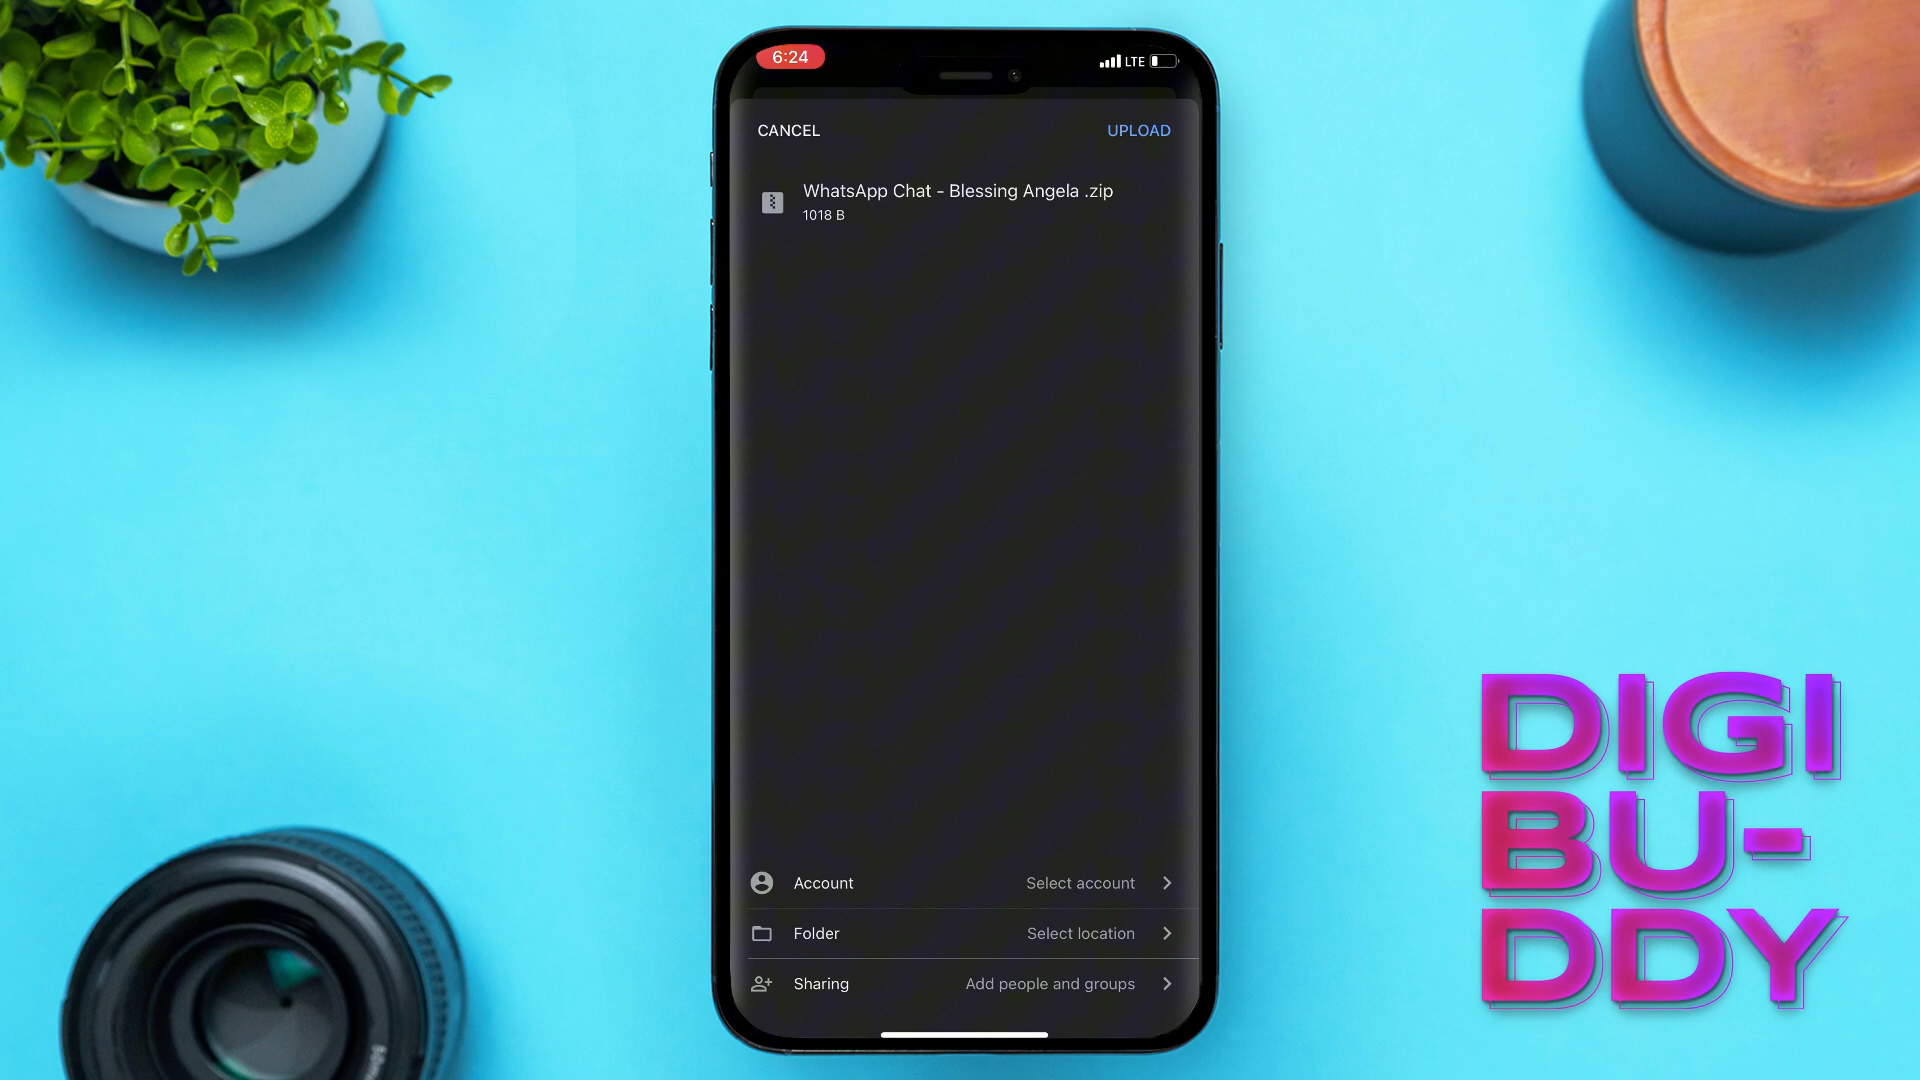 6:24
LTE
CANCEL
UPLOAD
WhatsApp Chat - Blessing Angela .zip
1018 B
Account
Select account
Folder
Select location
Sharing
Add people and groups
DIGI
BU-
DDY